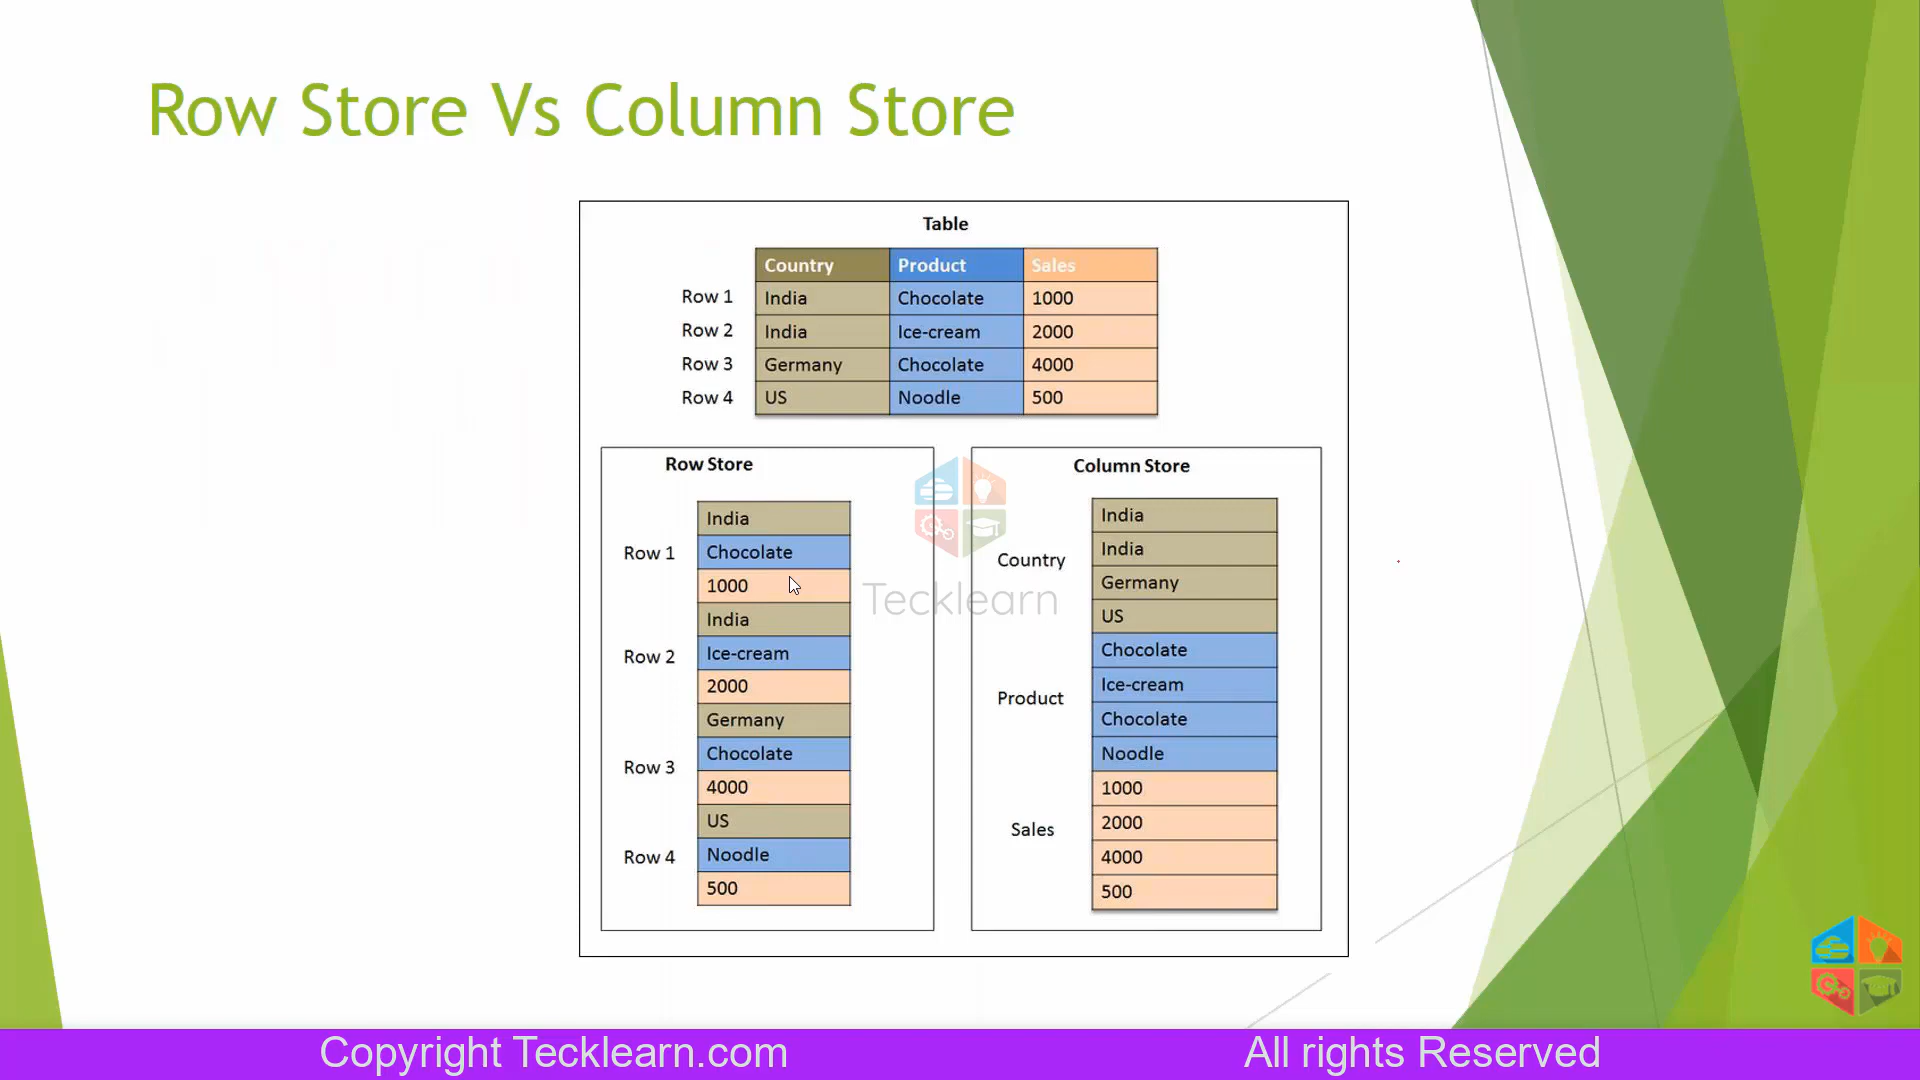 Row Store Vs Column Store
Table
Country Product Sales
Row 1 India Chocolate 1000
Row 2 India Ice-cream 2000
Row 3 Germany Chocolate 4000
Row 4 US Noodle 500
Row Store
India
Row 1 Chocolate
1000
India
Row 2 Ice-cream
2000
Germany
Row 3 Chocolate
4000
US
Row 4 Noodle
500
Column Store
India
Country India
Germany
US
Chocolate
Product Ice-cream
Chocolate
Noodle
1000
Sales 2000
4000
500
Tecklearn
Copyright Tecklearn.com All rights Reserved